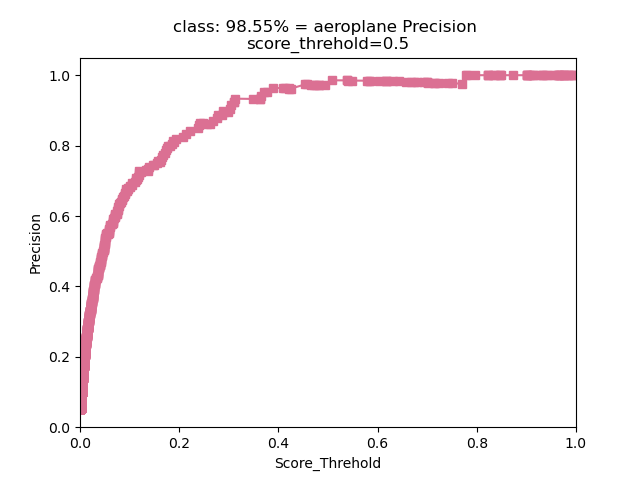 class: 98.55% = aeroplane Precision
score_threhold=0.5
Precision
1.0
0.8
0.6
0.4
0.2
0.0
0.0 0.2 0.4 0.6 0.8 1.0
Score_Threhold